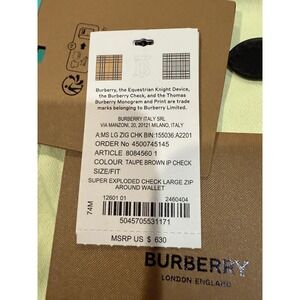 Burberry, the Equestrian Knight Device,
the Burberry Check, and the Thomas
Burberry Monogram and Print are trade
marks belonging to Burberry Limited.
BURBERRY ITALY SRL
VIA MANZONI, 20, 20121 MILANO, ITALY
A:MS LG ZIG CHK BIN:155036:A2201
ORDER No 4500745145
ARTICLE 8084560 1
COLOUR TAUPE BROWN IP CHECK
SIZE/FIT
SUPER EXPLODED CHECK LARGE ZIP
AROUND WALLET
74M
12601 01 2460404
5045705531171
MSRP US $ 630
BURBERRY
LONDON ENGLAND